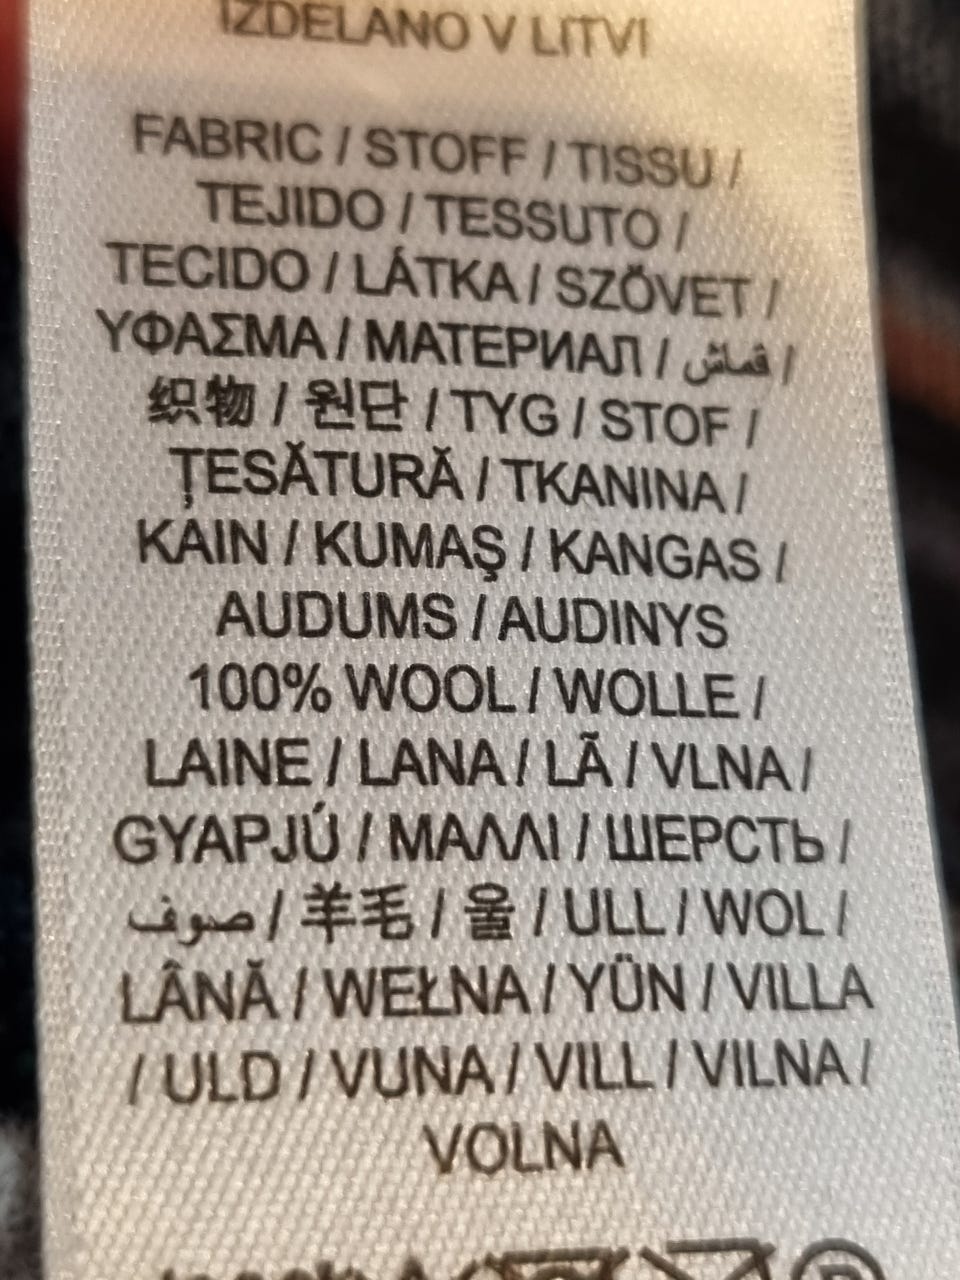 IZDELANO V LITVI
FABRIC / STOFF / TISSU /
TEJIDO / TESSUTO /
TECIDO / LÁTKA / SZÖVET /
ΥΦΑΣΜΑ / МАТЕРИАЛ / قماش /
织物 / 원단 / TYG / STOF /
ȚESĂTURĂ / TKANINA /
KAIN / KUMAŞ / KANGAS /
AUDUMS / AUDINYS
100% WOOL / WOLLE /
LAINE / LANA / LÃ / VLNA /
GYAPJÚ / ΜΑΛΛΙ / ШЕРСТЬ /
صوف / 羊毛 / 울 / ULL / WOL /
LÂNĂ / WEŁNA / YÜN / VILLA
/ ULD / VUNA / VILL / VILNA /
VOLNA